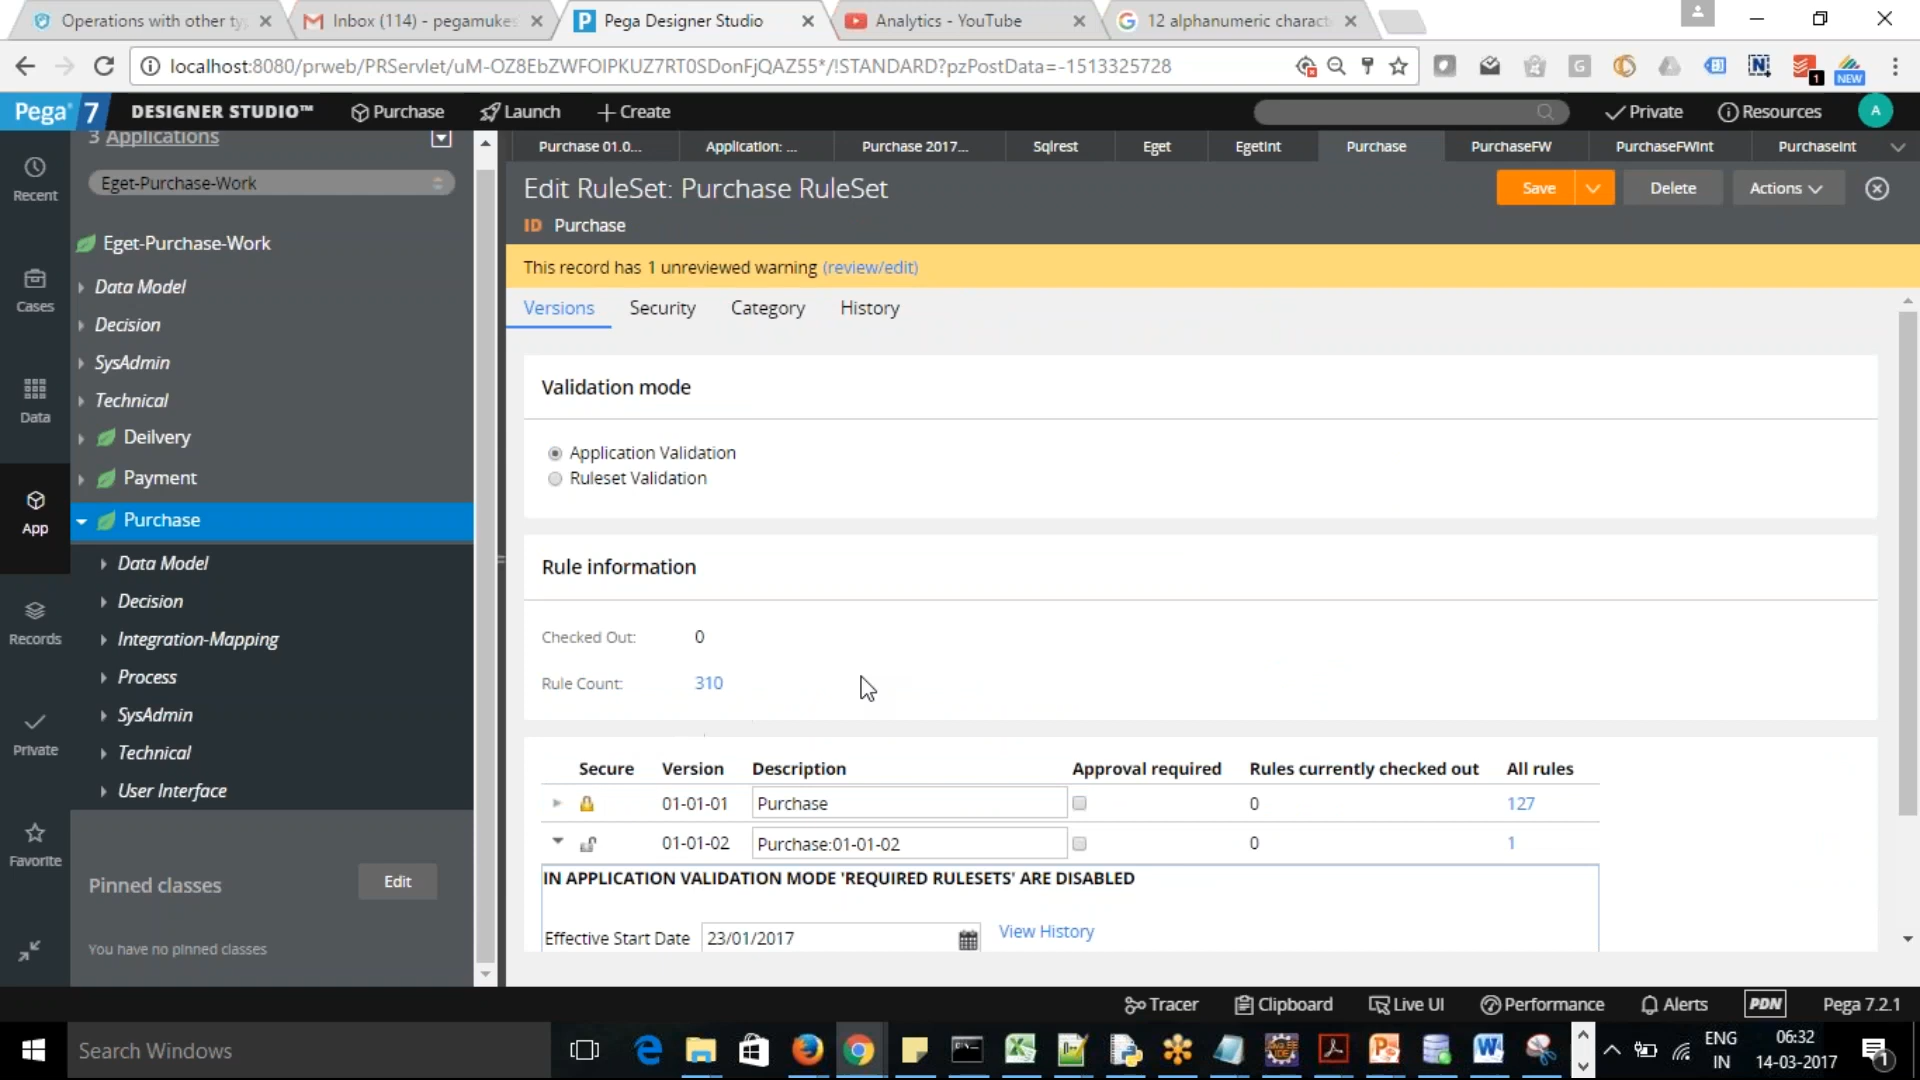 Operations with other ty
Inbox (114) - pegamukes
Pega Designer Studio
Analytics - YouTube
12 alphanumeric charact
localhost:8080/prweb/PRServlet/uM-OZ8EbZWFOIPKUZ7RT0SDonFjQAZ55*/!STANDARD?pzPostData=-1513325728
NEW
Pega 7 DESIGNER STUDIO™ Purchase Launch + Create Private Resources A
3 Applications
Purchase 01.0... Application: ... Purchase 2017... Sqlrest Eget EgetInt Purchase PurchaseFW PurchaseFWInt PurchaseInt
Recent
Cases
Data
App
Records
Private
Favorite
Eget-Purchase-Work
Eget-Purchase-Work
Data Model
Decision
SysAdmin
Technical
Deilvery
Payment
Purchase
Data Model
Decision
Integration-Mapping
Process
SysAdmin
Technical
User Interface
Pinned classes Edit
You have no pinned classes
Edit RuleSet: Purchase RuleSet
Save Delete Actions
ID Purchase
This record has 1 unreviewed warning (review/edit)
Versions Security Category History
Validation mode
Application Validation
Ruleset Validation
Rule information
Checked Out: 0
Rule Count: 310
Secure Version Description Approval required Rules currently checked out All rules
01-01-01 Purchase 0 127
01-01-02 Purchase:01-01-02 0 1
IN APPLICATION VALIDATION MODE 'REQUIRED RULESETS' ARE DISABLED
Effective Start Date 23/01/2017 View History
Tracer Clipboard Live UI Performance Alerts PDN Pega 7.2.1
Search Windows
ENG
IN
06:32
14-03-2017
1